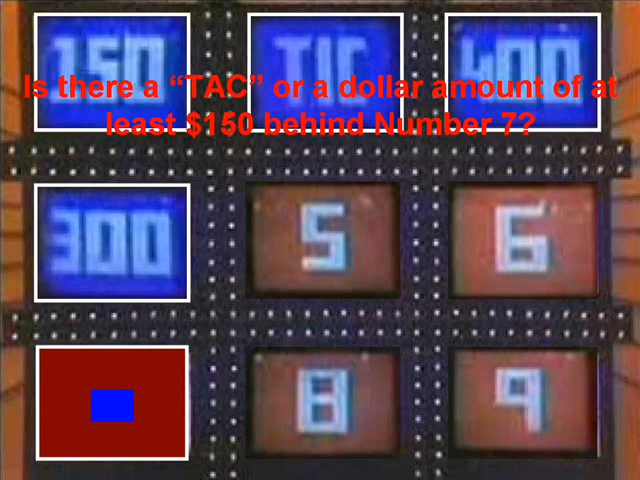 150 TIC 400
Is there a “TAC” or a dollar amount of at
least $150 behind Number 7?
300 5 6
8 9